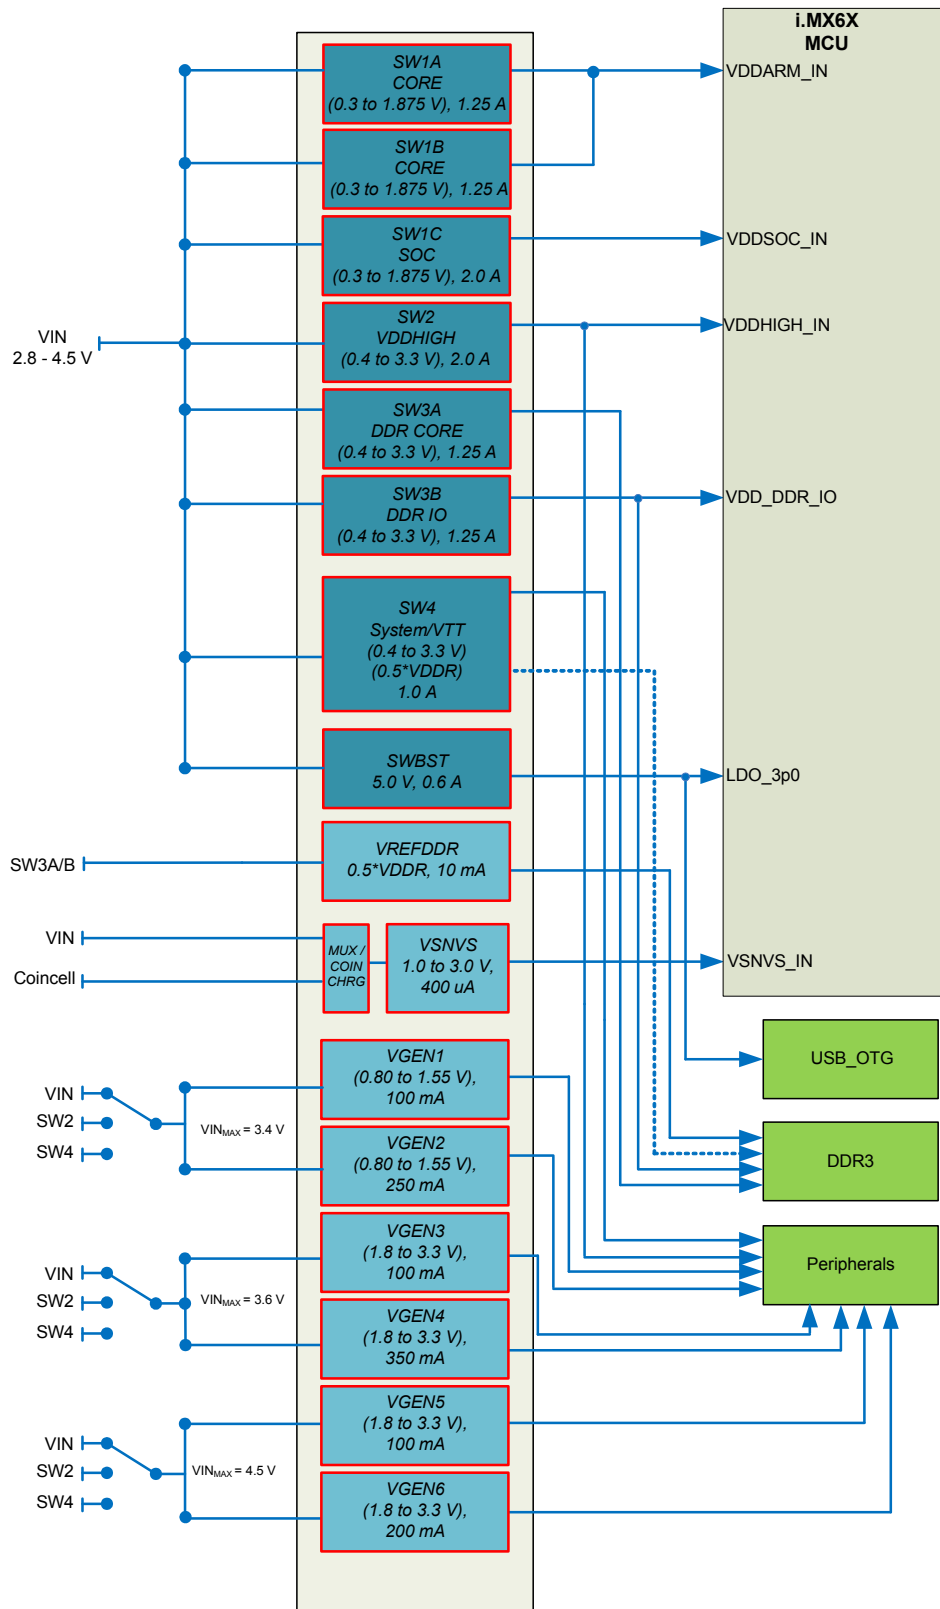 i.MX6X
MCU
SW1A
CORE
(0.3 to 1.875 V), 1.25 A
VDDARM_IN
SW1B
CORE
(0.3 to 1.875 V), 1.25 A
SW1C
SOC
(0.3 to 1.875 V), 2.0 A
VDDSOC_IN
VIN
2.8 - 4.5 V
SW2
VDDHIGH
(0.4 to 3.3 V), 2.0 A
VDDHIGH_IN
SW3A
DDR CORE
(0.4 to 3.3 V), 1.25 A
SW3B
DDR IO
(0.4 to 3.3 V), 1.25 A
VDD_DDR_IO
SW4
System/VTT
(0.4 to 3.3 V)
(0.5*VDDR)
1.0 A
SWBST
5.0 V, 0.6 A
LDO_3p0
SW3A/B
VREFDDR
0.5*VDDR, 10 mA
VIN
Coincell
MUX /
COIN
CHRG
VSNVS
1.0 to 3.0 V,
400 uA
VSNVS_IN
USB_OTG
VIN
SW2
SW4
VINMAX = 3.4 V
VGEN1
(0.80 to 1.55 V),
100 mA
VGEN2
(0.80 to 1.55 V),
250 mA
DDR3
VIN
SW2
SW4
VINMAX = 3.6 V
VGEN3
(1.8 to 3.3 V),
100 mA
VGEN4
(1.8 to 3.3 V),
350 mA
Peripherals
VIN
SW2
SW4
VINMAX = 4.5 V
VGEN5
(1.8 to 3.3 V),
100 mA
VGEN6
(1.8 to 3.3 V),
200 mA